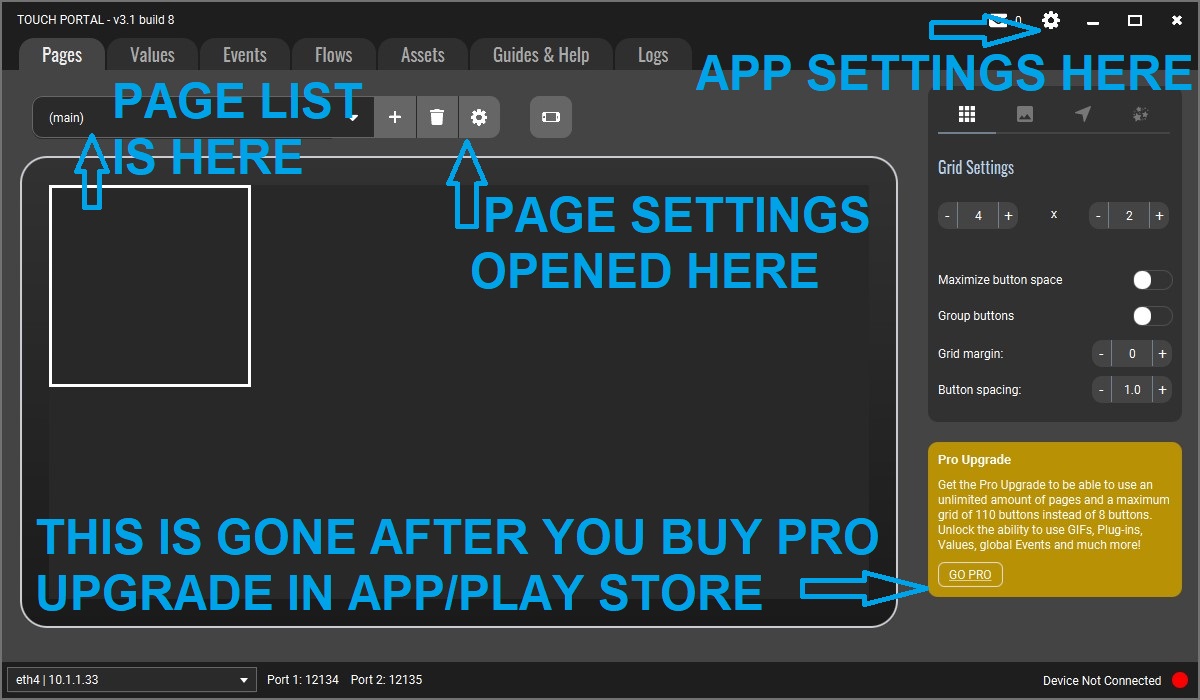 TOUCH PORTAL - v3.1 build 8
0
Pages Values Events Flows Assets Guides & Help Logs
APP SETTINGS HERE
PAGE LIST
(main)
IS HERE
PAGE SETTINGS
OPENED HERE
Grid Settings
- 4 + x - 2 +
Maximize button space
Group buttons
Grid margin: - 0 +
Button spacing: - 1.0 +
Pro Upgrade
Get the Pro Upgrade to be able to use an
unlimited amount of pages and a maximum
grid of 110 buttons instead of 8 buttons.
Unlock the ability to use GIFs, Plug-ins,
Values, global Events and much more!
GO PRO
THIS IS GONE AFTER YOU BUY PRO
UPGRADE IN APP/PLAY STORE
eth4 | 10.1.1.33 Port 1: 12134 Port 2: 12135 Device Not Connected